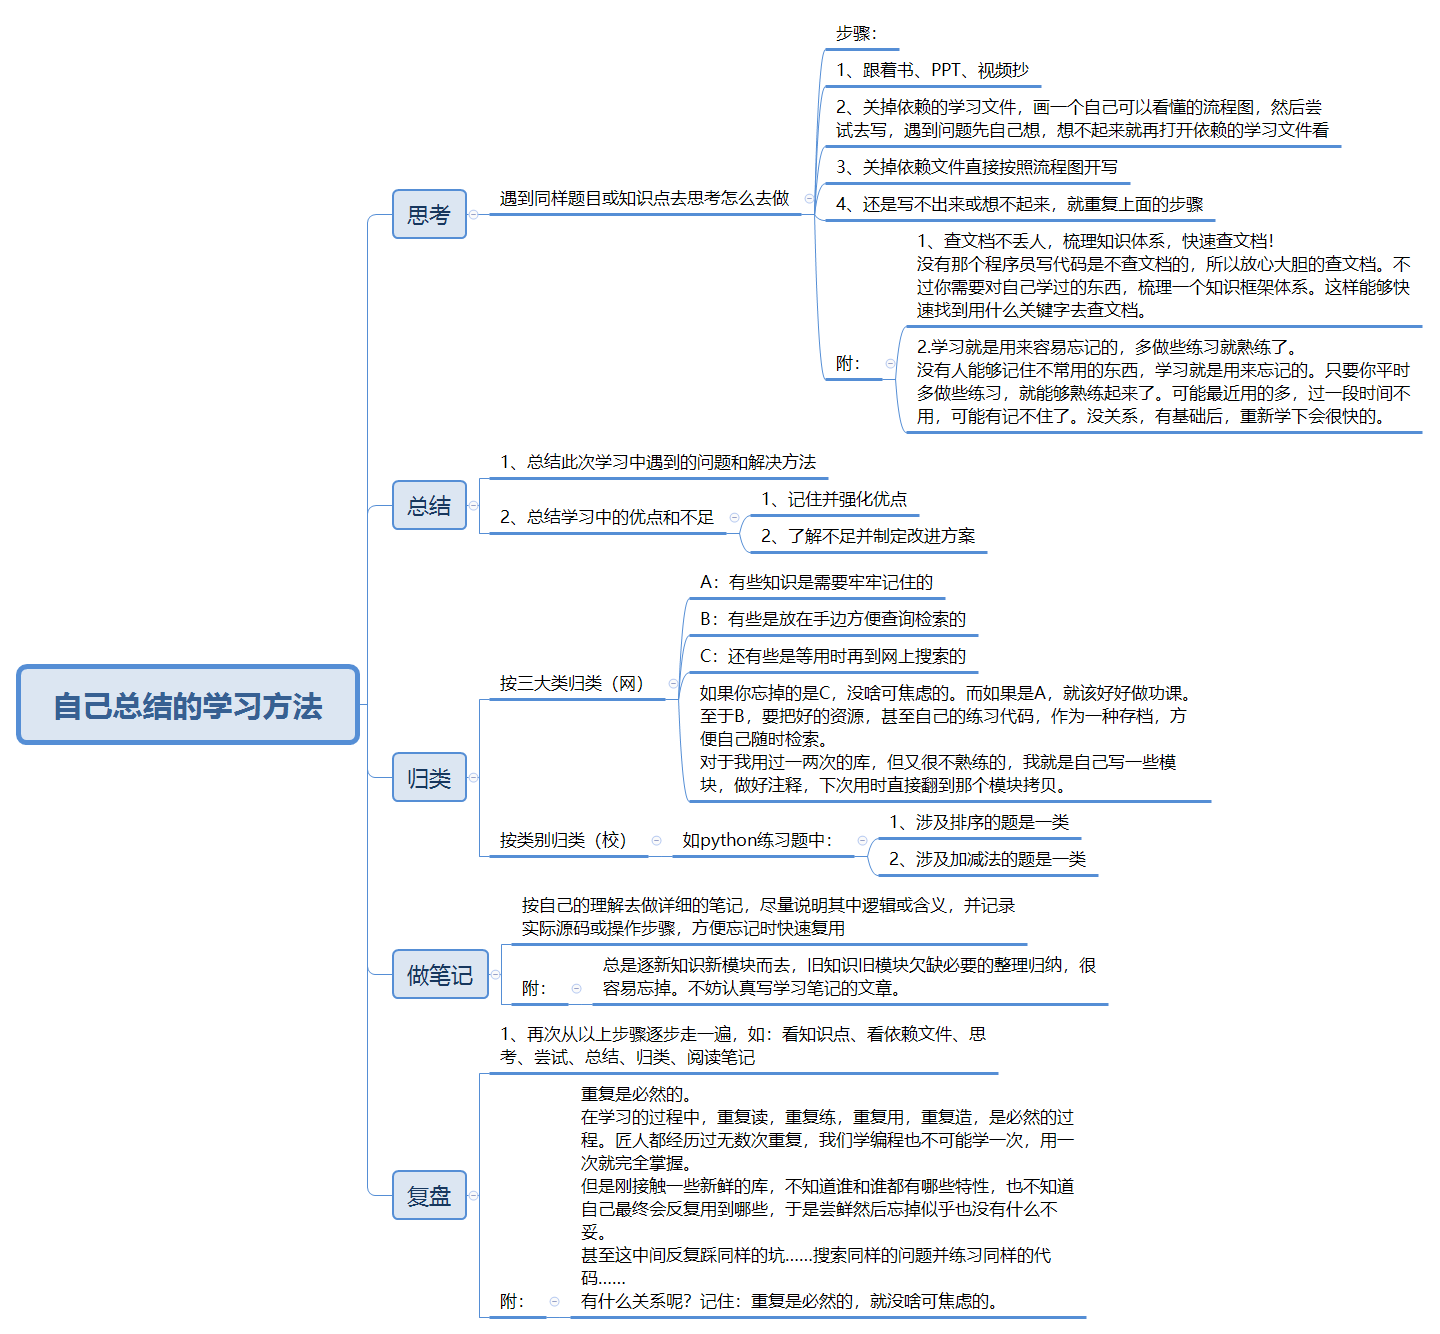 自己总结的学习方法
思考
遇到同样题目或知识点去思考怎么去做
步骤：
1、跟着书、PPT、视频抄
2、关掉依赖的学习文件，画一个自己可以看懂的流程图，然后尝
试去写，遇到问题先自己想，想不起来就再打开依赖的学习文件看
3、关掉依赖文件直接按照流程图开写
4、还是写不出来或想不起来，就重复上面的步骤
附：
1、查文档不丢人，梳理知识体系，快速查文档！
没有那个程序员写代码是不查文档的，所以放心大胆的查文档。不
过你需要对自己学过的东西，梳理一个知识框架体系。这样能够快
速找到用什么关键字去查文档。
2.学习就是用来容易忘记的，多做些练习就熟练了。
没有人能够记住不常用的东西，学习就是用来忘记的。只要你平时
多做些练习，就能够熟练起来了。可能最近用的多，过一段时间不
用，可能有记不住了。没关系，有基础后，重新学下会很快的。
总结
1、总结此次学习中遇到的问题和解决方法
2、总结学习中的优点和不足
1、记住并强化优点
2、了解不足并制定改进方案
归类
按三大类归类（网）
A：有些知识是需要牢牢记住的
B：有些是放在手边方便查询检索的
C：还有些是等用时再到网上搜索的
如果你忘掉的是C，没啥可焦虑的。而如果是A，就该好好做功课。
至于B，要把好的资源，甚至自己的练习代码，作为一种存档，方
便自己随时检索。
对于我用过一两次的库，但又很不熟练的，我就是自己写一些模
块，做好注释，下次用时直接翻到那个模块拷贝。
按类别归类（校）
如python练习题中：
1、涉及排序的题是一类
2、涉及加减法的题是一类
做笔记
按自己的理解去做详细的笔记，尽量说明其中逻辑或含义，并记录
实际源码或操作步骤，方便忘记时快速复用
附：
总是逐新知识新模块而去，旧知识旧模块欠缺必要的整理归纳，很
容易忘掉。不妨认真写学习笔记的文章。
复盘
1、再次从以上步骤逐步走一遍，如：看知识点、看依赖文件、思
考、尝试、总结、归类、阅读笔记
附：
重复是必然的。
在学习的过程中，重复读，重复练，重复用，重复造，是必然的过
程。匠人都经历过无数次重复，我们学编程也不可能学一次，用一
次就完全掌握。
但是刚接触一些新鲜的库，不知道谁和谁都有哪些特性，也不知道
自己最终会反复用到哪些，于是尝鲜然后忘掉似乎也没有什么不
妥。
甚至这中间反复踩同样的坑……搜索同样的问题并练习同样的代
码……
有什么关系呢？记住：重复是必然的，就没啥可焦虑的。